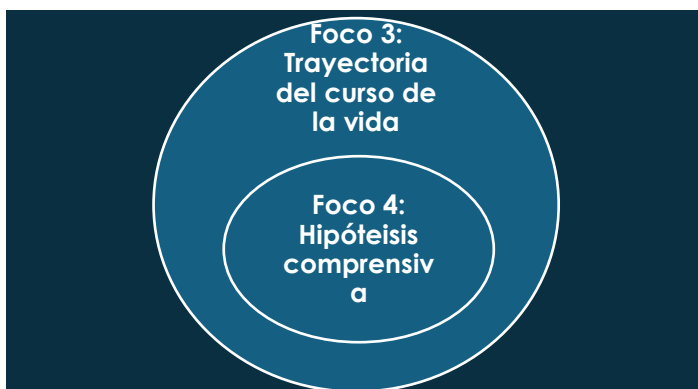 Foco 3:
Trayectoria
del curso de
la vida
Foco 4:
Hipóteisis
comprensiv
a